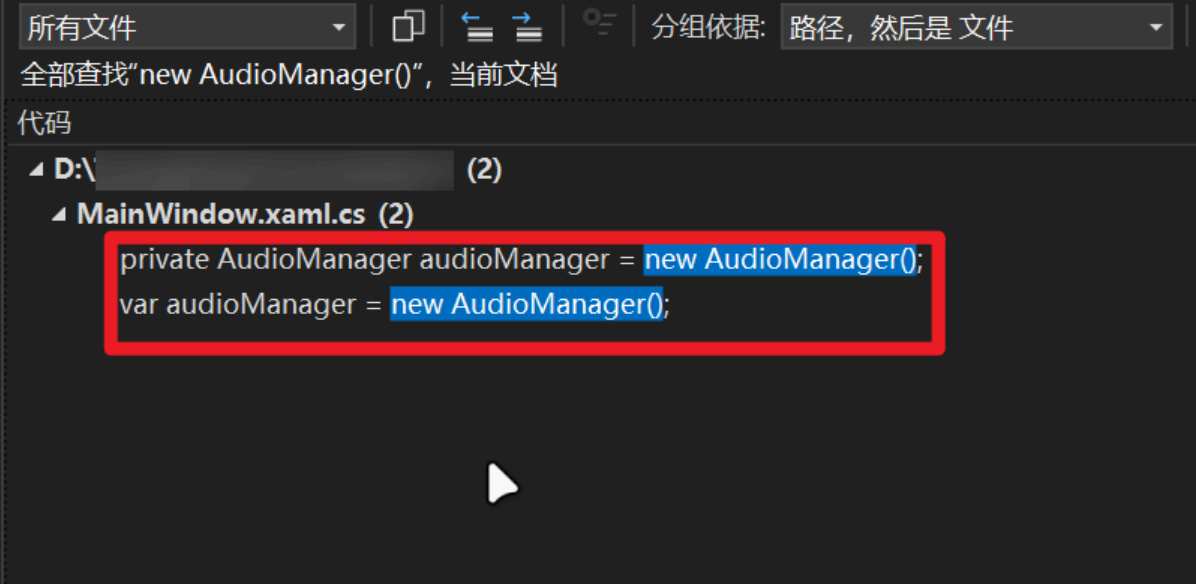 所有文件 分组依据: 路径，然后是 文件
全部查找“new AudioManager()”，当前文档
代码
D:\ (2)
MainWindow.xaml.cs (2)
private AudioManager audioManager = new AudioManager();
var audioManager = new AudioManager();